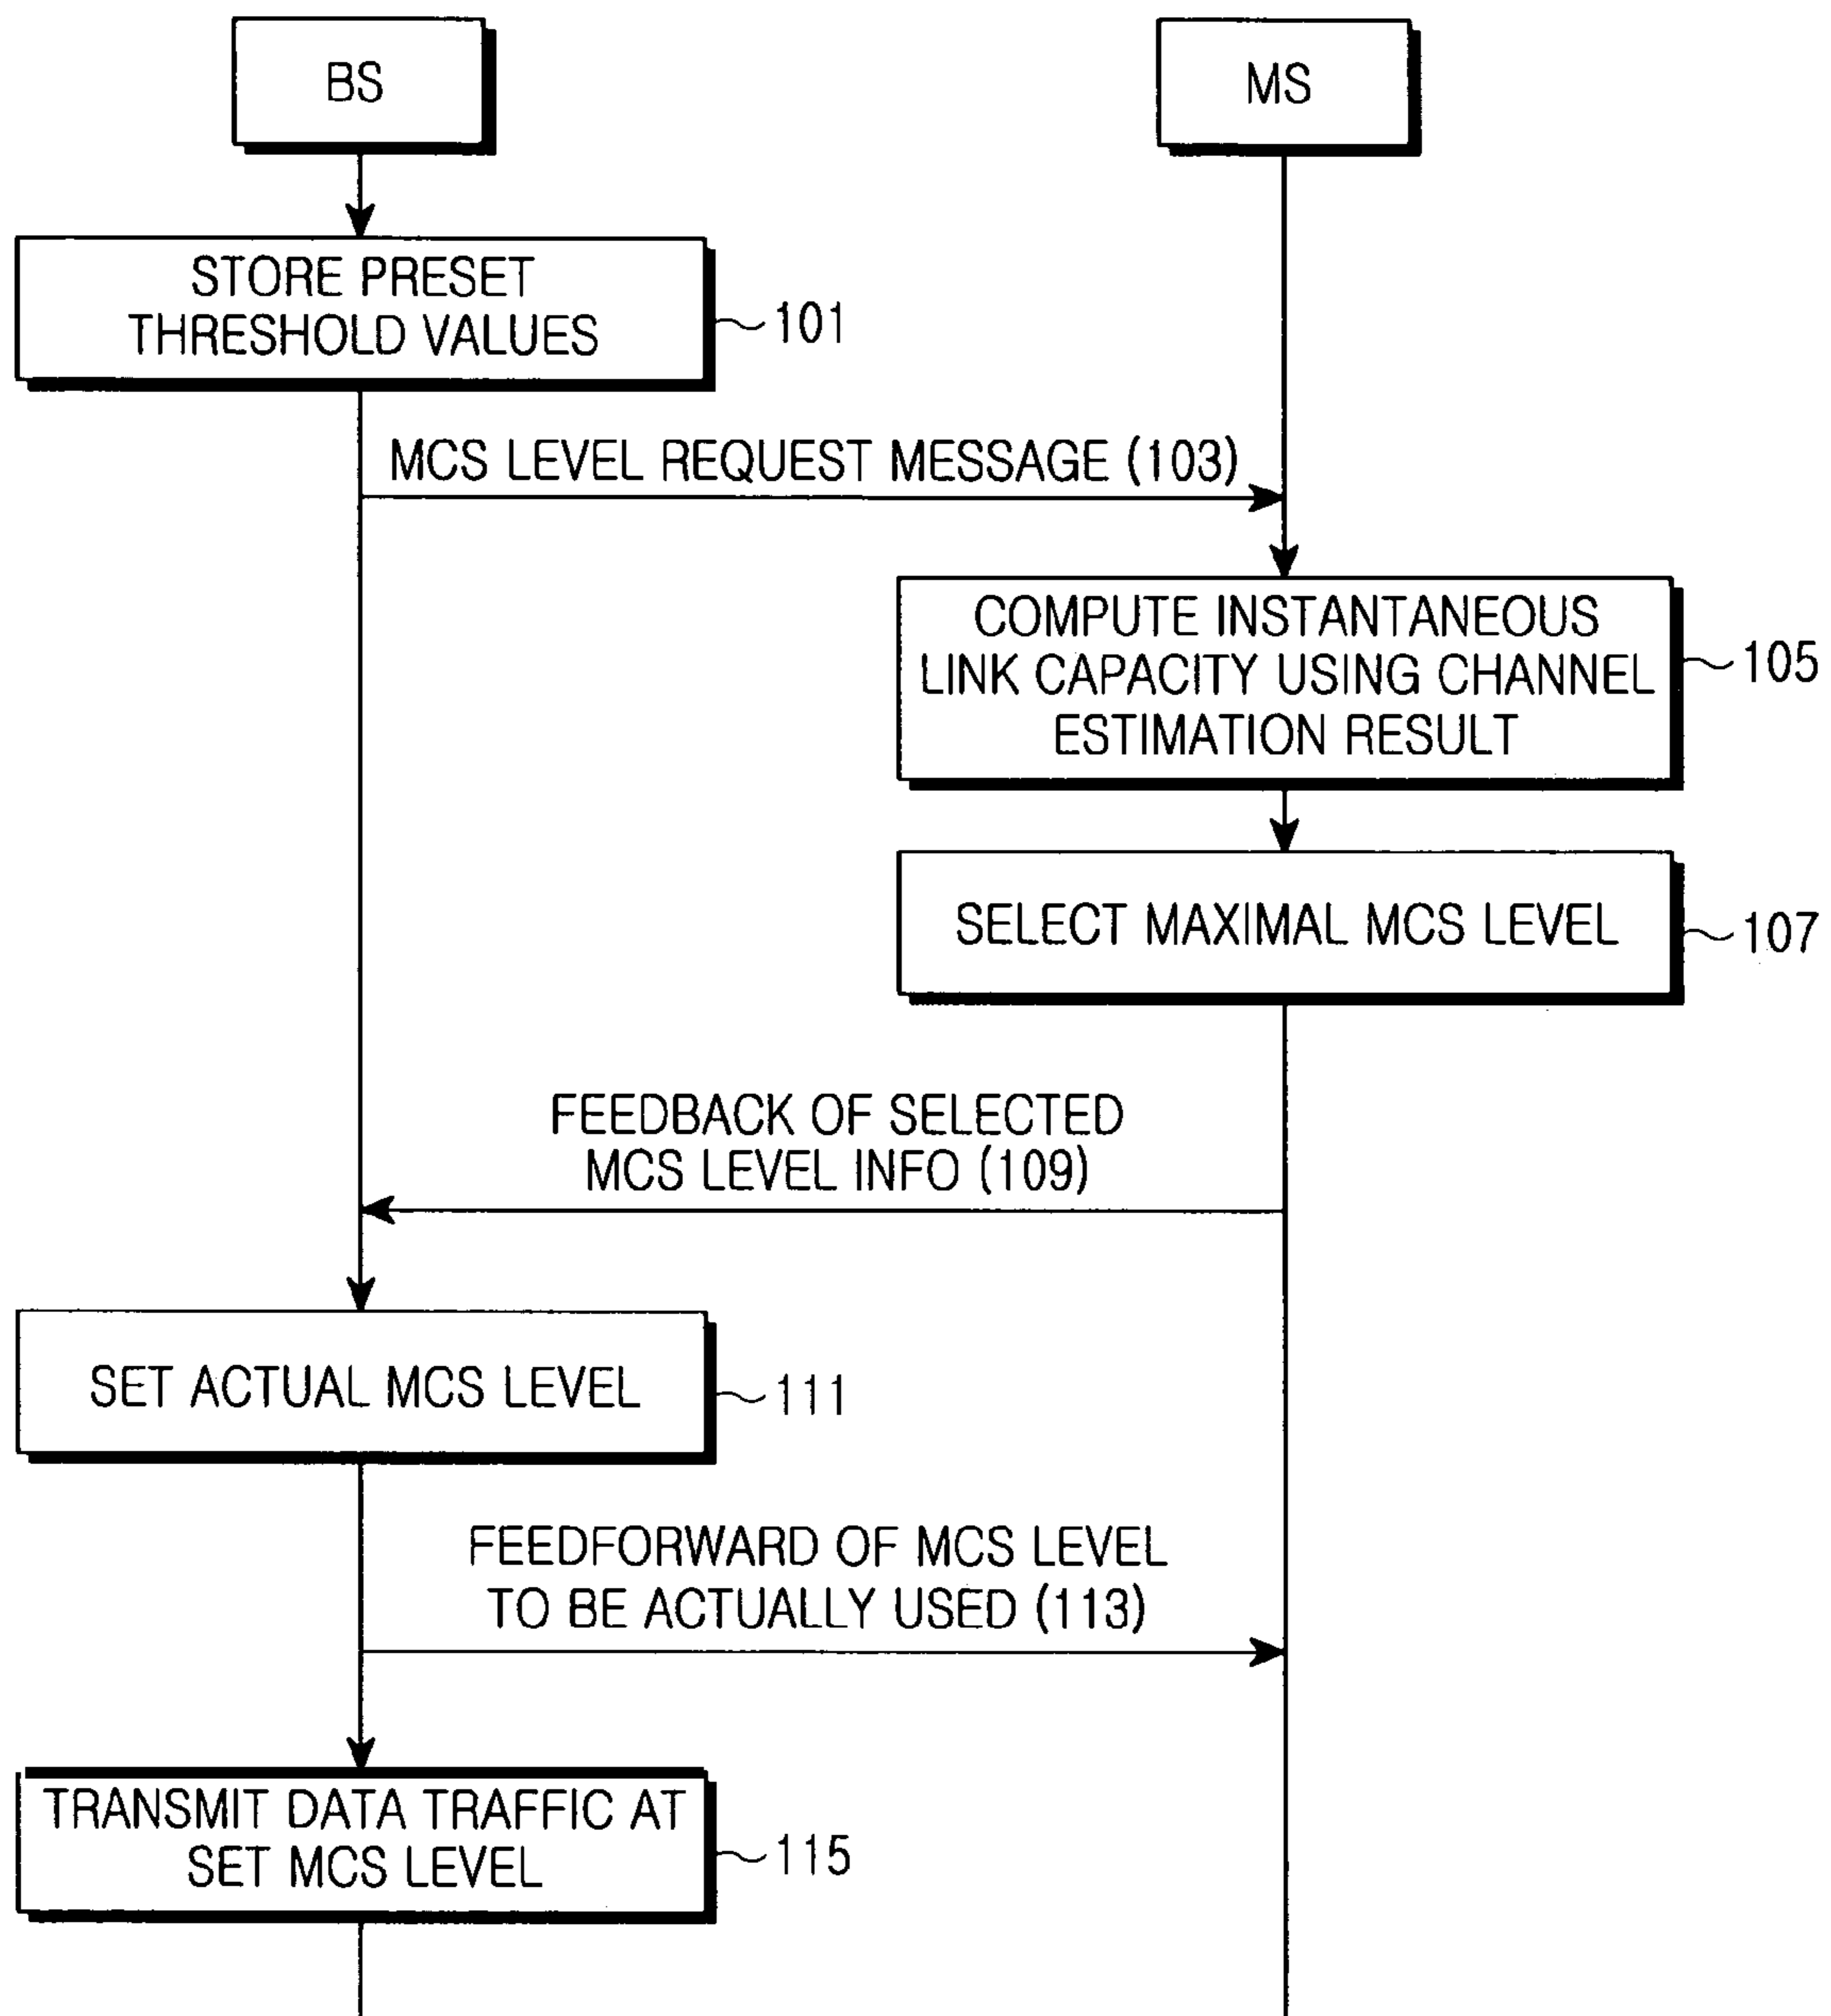 BS
MS
STORE PRESET
THRESHOLD VALUES
101
MCS LEVEL REQUEST MESSAGE (103)
COMPUTE INSTANTANEOUS
LINK CAPACITY USING CHANNEL
ESTIMATION RESULT
105
SELECT MAXIMAL MCS LEVEL
107
FEEDBACK OF SELECTED
MCS LEVEL INFO (109)
SET ACTUAL MCS LEVEL
111
FEEDFORWARD OF MCS LEVEL
TO BE ACTUALLY USED (113)
TRANSMIT DATA TRAFFIC AT
SET MCS LEVEL
115